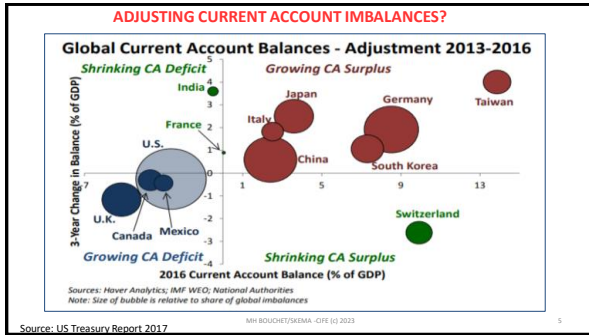 ADJUSTING CURRENT ACCOUNT IMBALANCES?
Global Current Account Balances - Adjustment 2013-2016
Shrinking CA Deficit
5
Growing CA Surplus
4
India
Japan
Germany
Taiwan
3
2
Italy
France
1
U.S.
China
South Korea
0
7
1
5
9
13
-1
U.K.
Canada
Mexico
-2
Switzerland
-3
Growing CA Deficit
-4
Shrinking CA Surplus
3-Year Change in Balance (% of GDP)
2016 Current Account Balance (% of GDP)
Sources: Haver Analytics; IMF WEO; National Authorities
Note: Size of bubble is relative to share of global imbalances
MH BOUCHET/SKEMA -CIFE (c) 2023
5
Source: US Treasury Report 2017